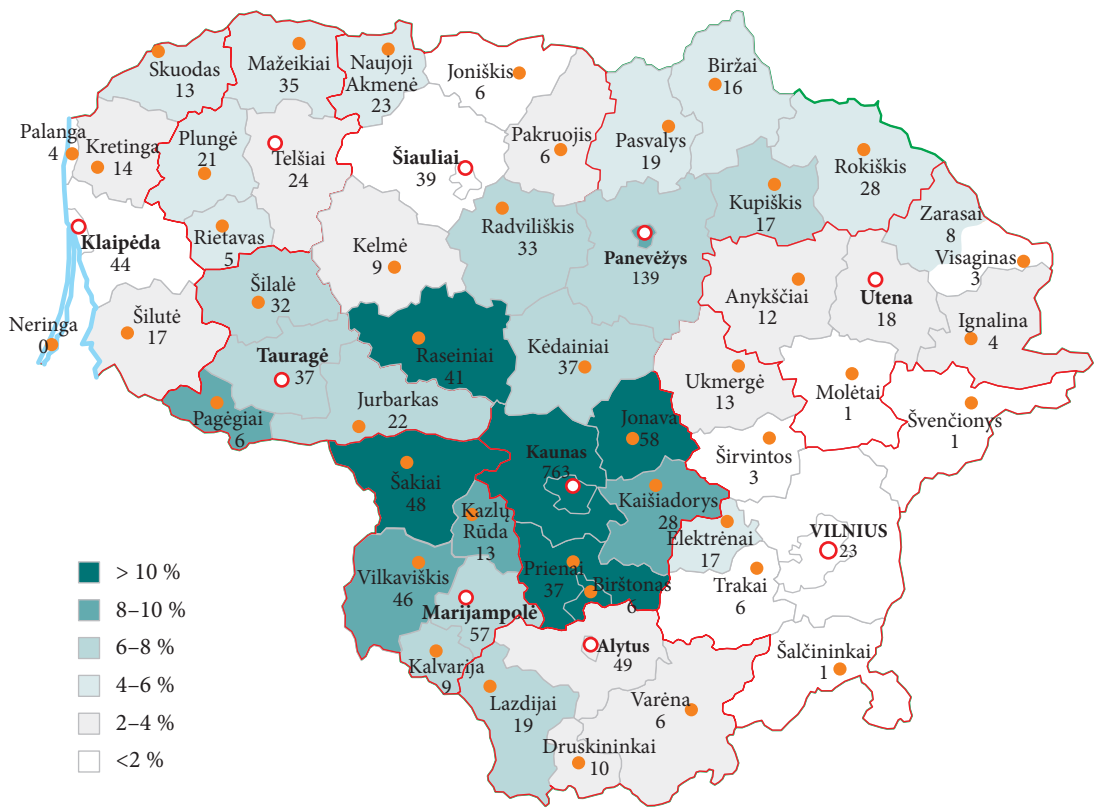 Skuodas
13
Mažeikiai
35
Naujoji
Akmenė
23
Joniškis
6
Biržai
16
Palanga
4
Kretinga
14
Plungė
21
Telšiai
24
Šiauliai
39
Pakruojis
6
Pasvalys
19
Rokiškis
28
Klaipėda
44
Rietavas
5
Kelmė
9
Radviliškis
33
Panevėžys
139
Kupiškis
17
Zarasai
8
Visaginas
3
Šilalė
32
Anykščiai
12
Utena
18
Ignalina
4
Neringa
0
Šilutė
17
Tauragė
37
Raseiniai
41
Kėdainiai
37
Ukmergė
13
Molėtai
1
Švenčionys
1
Pagėgiai
6
Jurbarkas
22
Jonava
58
Širvintos
3
Šakiai
48
Kaunas
763
Kaišiadorys
28
Kazlų
Rūda
13
Elektrėnai
17
VILNIUS
23
Vilkaviškis
46
Prienai
37
Birštonas
6
Trakai
6
Marijampolė
57
Alytus
49
Šalčininkai
1
Kalvarija
9
Lazdijai
19
Varėna
6
Druskininkai
10
> 10 %
8–10 %
6–8 %
4–6 %
2–4 %
<2 %